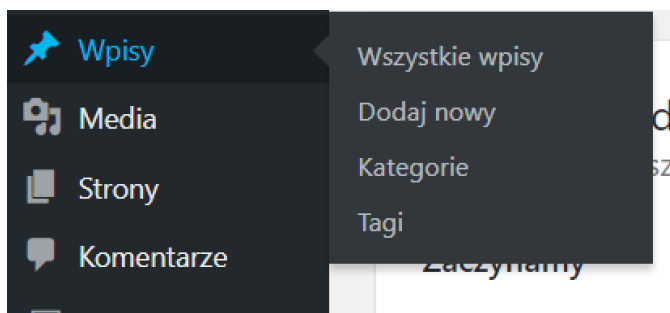 Wpisy
Media
Strony
Komentarze
Wszystkie wpisy
Dodaj nowy
Kategorie
Tagi
Zaczynamy